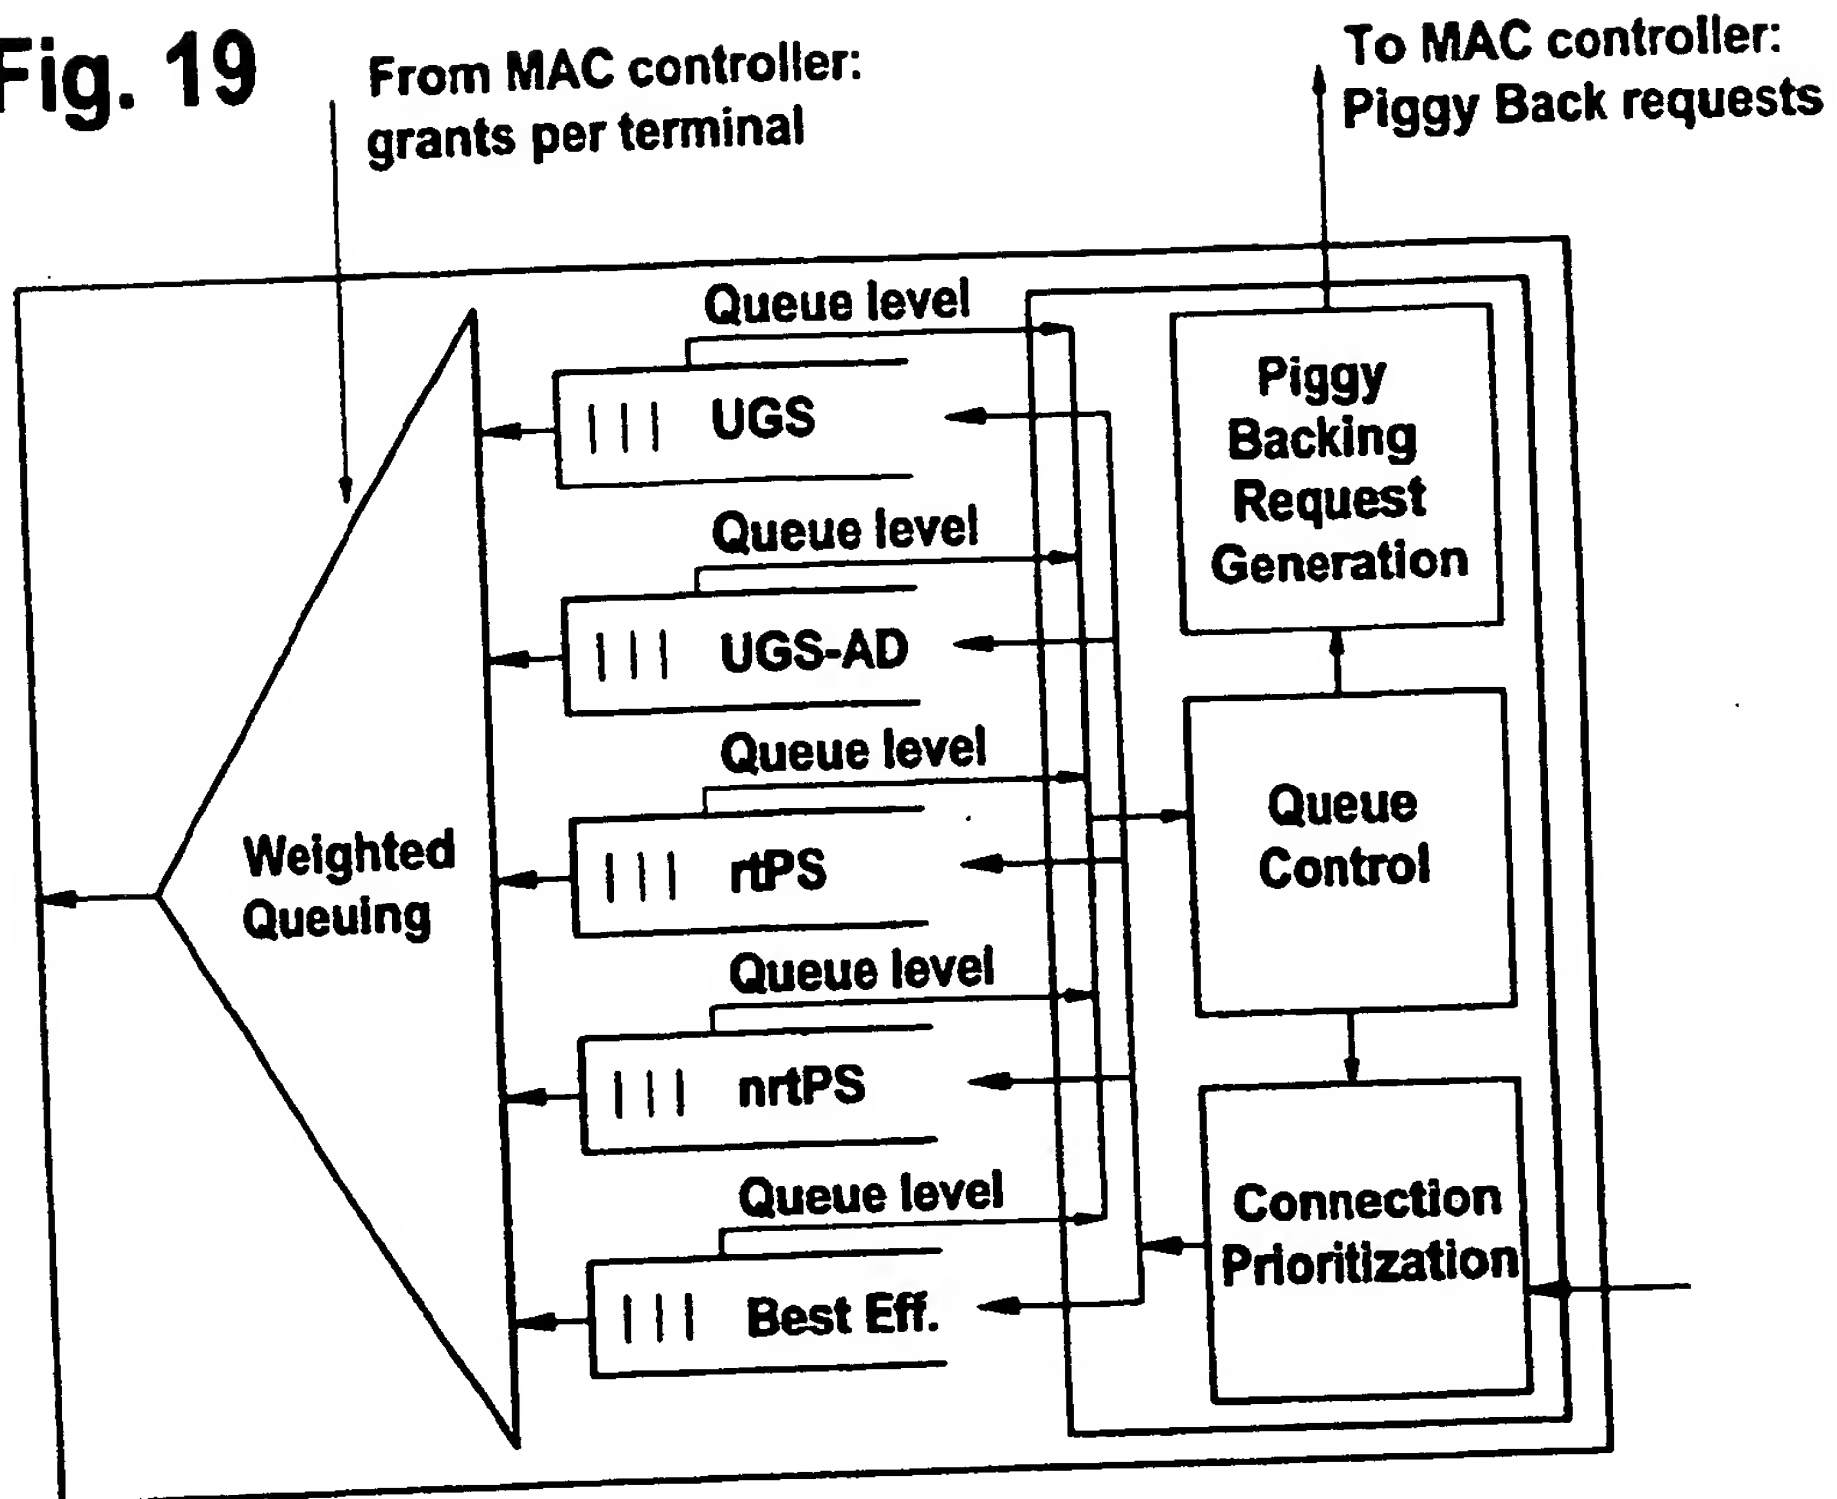 Fig. 19
From MAC controller:
grants per terminal
To MAC controller:
Piggy Back requests
Queue level
UGS
Queue level
UGS-AD
Queue level
rtPS
Queue level
nrtPS
Queue level
Best Eff.
Weighted
Queuing
Piggy
Backing
Request
Generation
Queue
Control
Connection
Prioritization